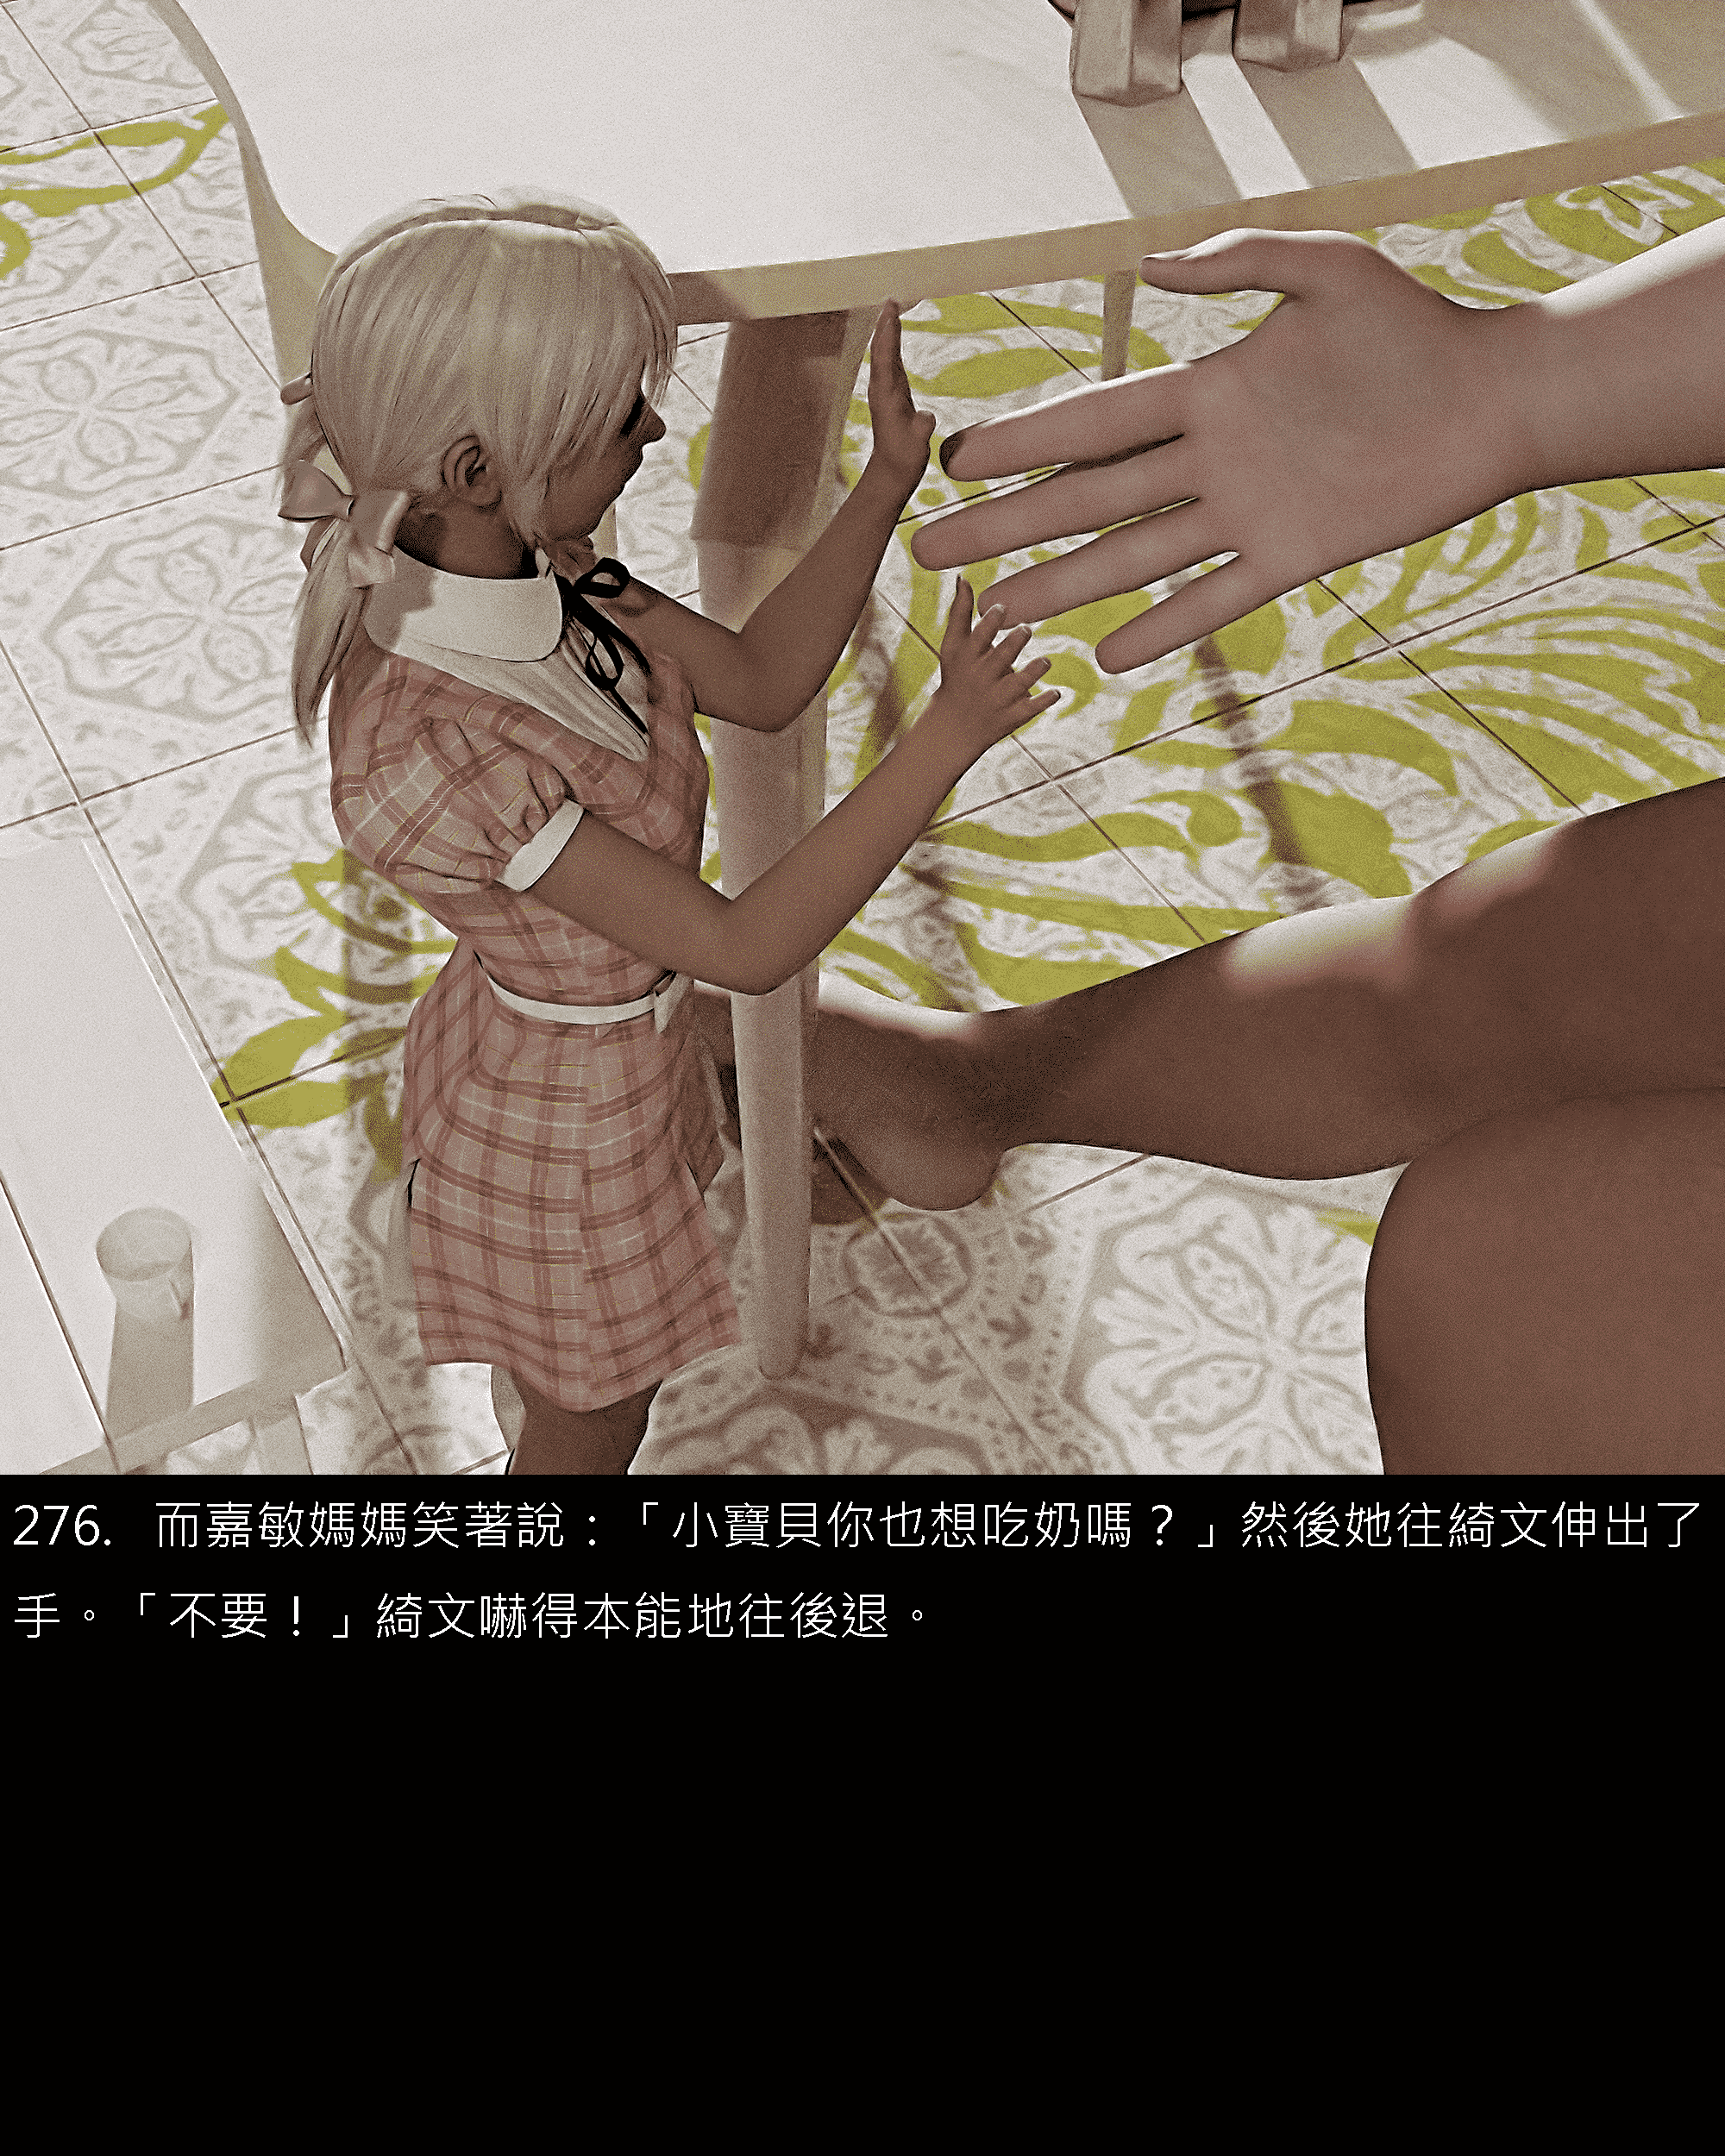 276. 而嘉敏媽媽笑著說：「小寶貝你也想吃奶嗎？」然後她往綺文伸出了
手。「不要！」綺文嚇得本能地往後退。